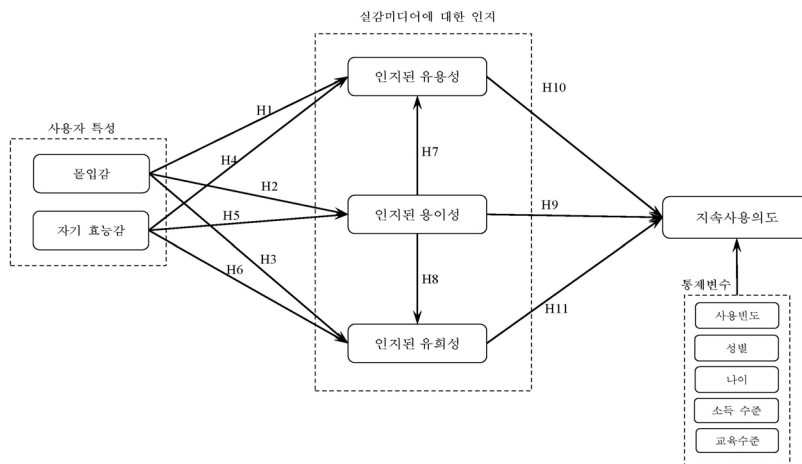 실감미디어에 대한 인지
인지된 유용성
H10
H1
사용자 특성
H4
H7
몰입감
H2
인지된 용이성
H9
지속사용의도
자기 효능감
H5
H3
H6
H8
통제변수
H11
사용빈도
인지된 유희성
성별
나이
소득 수준
교육수준